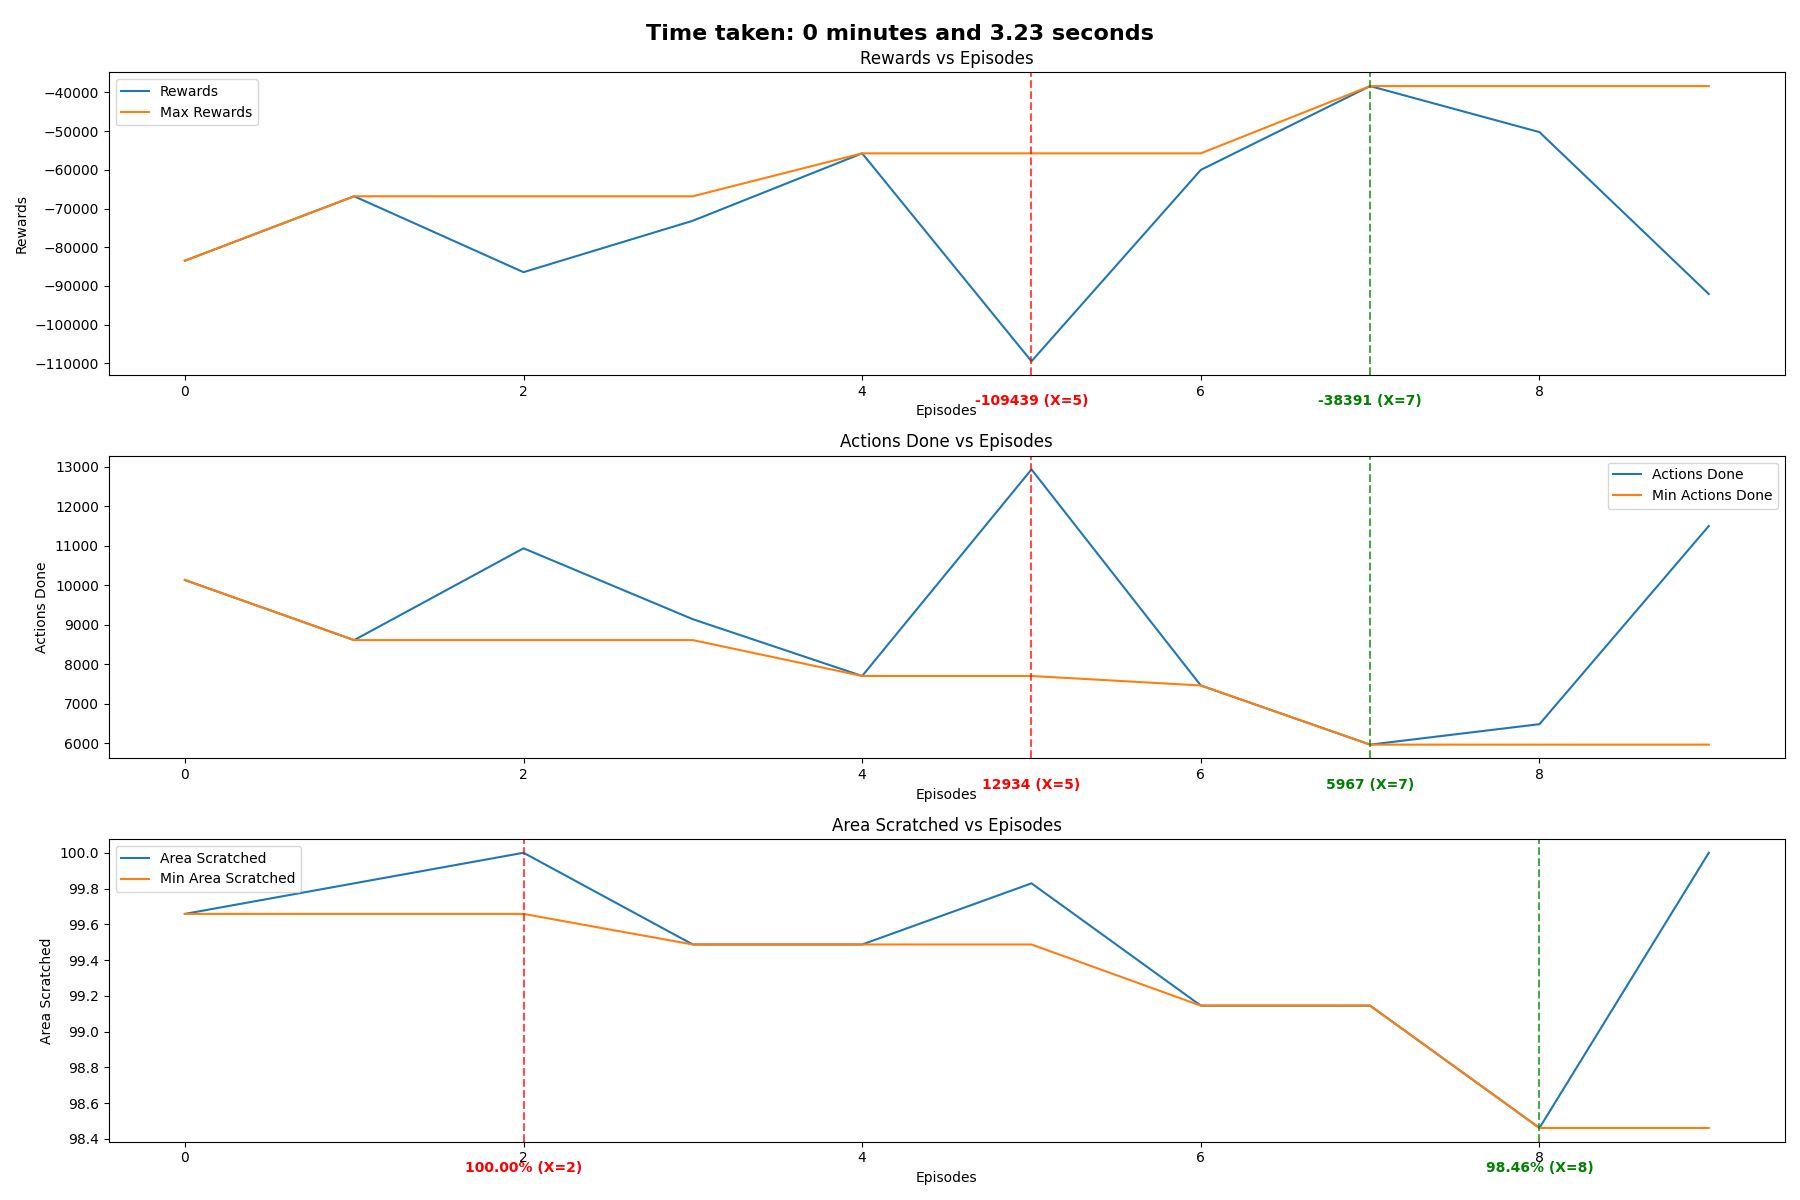 Time taken: 0 minutes and 3.23 seconds
Rewards vs Episodes
Rewards
Max Rewards
Rewards
−40000
−50000
−60000
−70000
−80000
−90000
−100000
−110000
0
2
4
6
8
Episodes
-109439 (X=5)
-38391 (X=7)
Actions Done vs Episodes
Actions Done
Min Actions Done
Actions Done
13000
12000
11000
10000
9000
8000
7000
6000
0
2
4
6
8
Episodes
12934 (X=5)
5967 (X=7)
Area Scratched vs Episodes
Area Scratched
Min Area Scratched
Area Scratched
100.0
99.8
99.6
99.4
99.2
99.0
98.8
98.6
98.4
0
2
4
6
8
100.00% (X=2)
98.46% (X=8)
Episodes